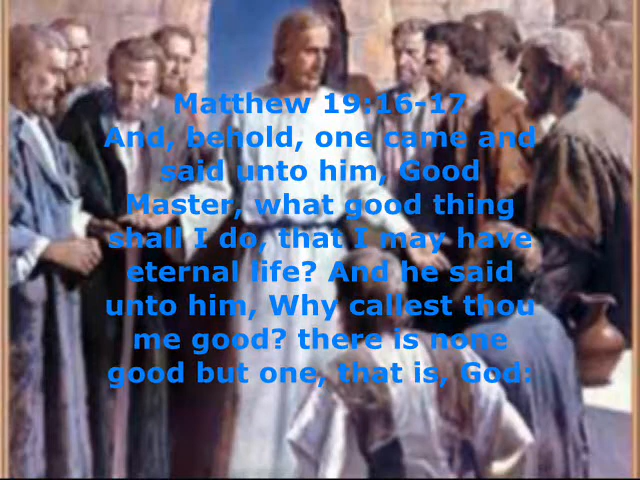 Matthew 19:16-17
And, behold, one came and
said unto him, Good
Master, what good thing
shall I do, that I may have
eternal life? And he said
unto him, Why callest thou
me good? there is none
good but one, that is, God: